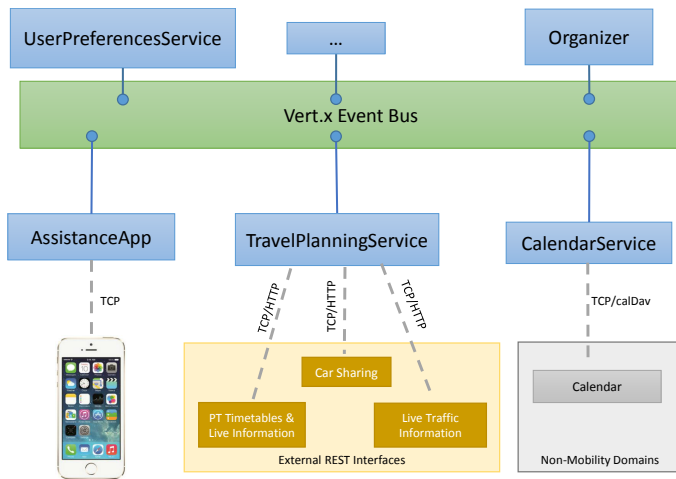 UserPreferencesService
...
Organizer
Vert.x Event Bus
AssistanceApp
TravelPlanningService
CalendarService
TCP
TCP/HTTP
TCP/HTTP
TCP/HTTP
TCP/calDav
Car Sharing
PT Timetables &
Live Information
Live Traffic
Information
Calendar
External REST Interfaces
Non-Mobility Domains